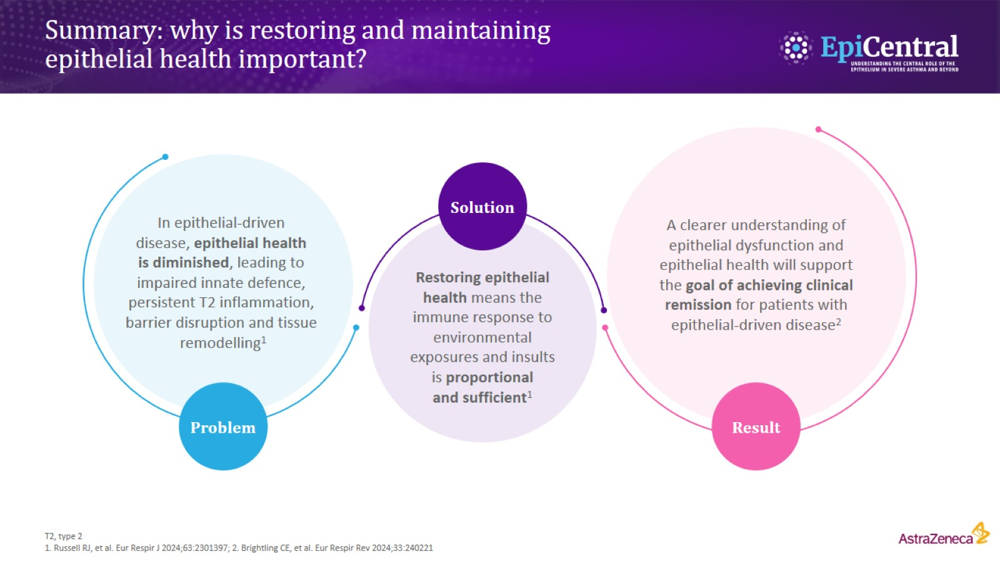 Summary: why is restoring and maintaining
epithelial health important?
EpiCentral
UNDERSTANDING THE CENTRAL ROLE OF THE
EPITHELIUM IN SEVERE ASTHMA AND BEYOND
In epithelial-driven
disease, epithelial health
is diminished, leading to
impaired innate defence,
persistent T2 inflammation,
barrier disruption and tissue
remodelling1
Problem
Solution
Restoring epithelial
health means the
immune response to
environmental
exposures and insults
is proportional
and sufficient1
A clearer understanding of
epithelial dysfunction and
epithelial health will support
the goal of achieving clinical
remission for patients with
epithelial-driven disease2
Result
T2, type 2
1. Russell RJ, et al. Eur Respir J 2024;63:2301397; 2. Brightling CE, et al. Eur Respir Rev 2024;33:240221
AstraZeneca